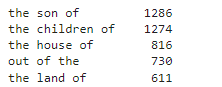 the son of 1286
the children of 1274
the house of 816
out of the 730
the land of 611